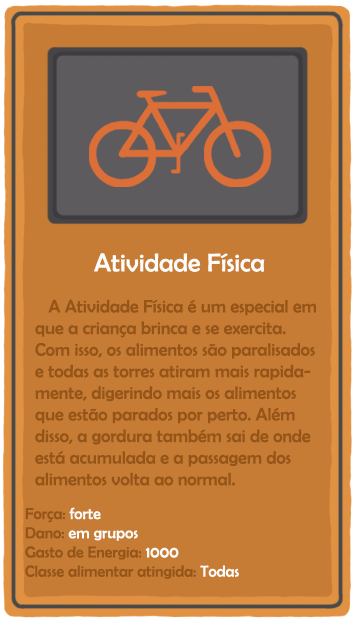 Atividade Física
A Atividade Física é um especial em
que a criança brinca e se exercita.
Com isso, os alimentos são paralisados
e todas as torres atiram mais rapida-
mente, digerindo mais os alimentos
que estão parados por perto. Além
disso, a gordura também sai de onde
está acumulada e a passagem dos
alimentos volta ao normal.
Força: forte
Dano: em grupos
Gasto de Energia: 1000
Classe alimentar atingida: Todas